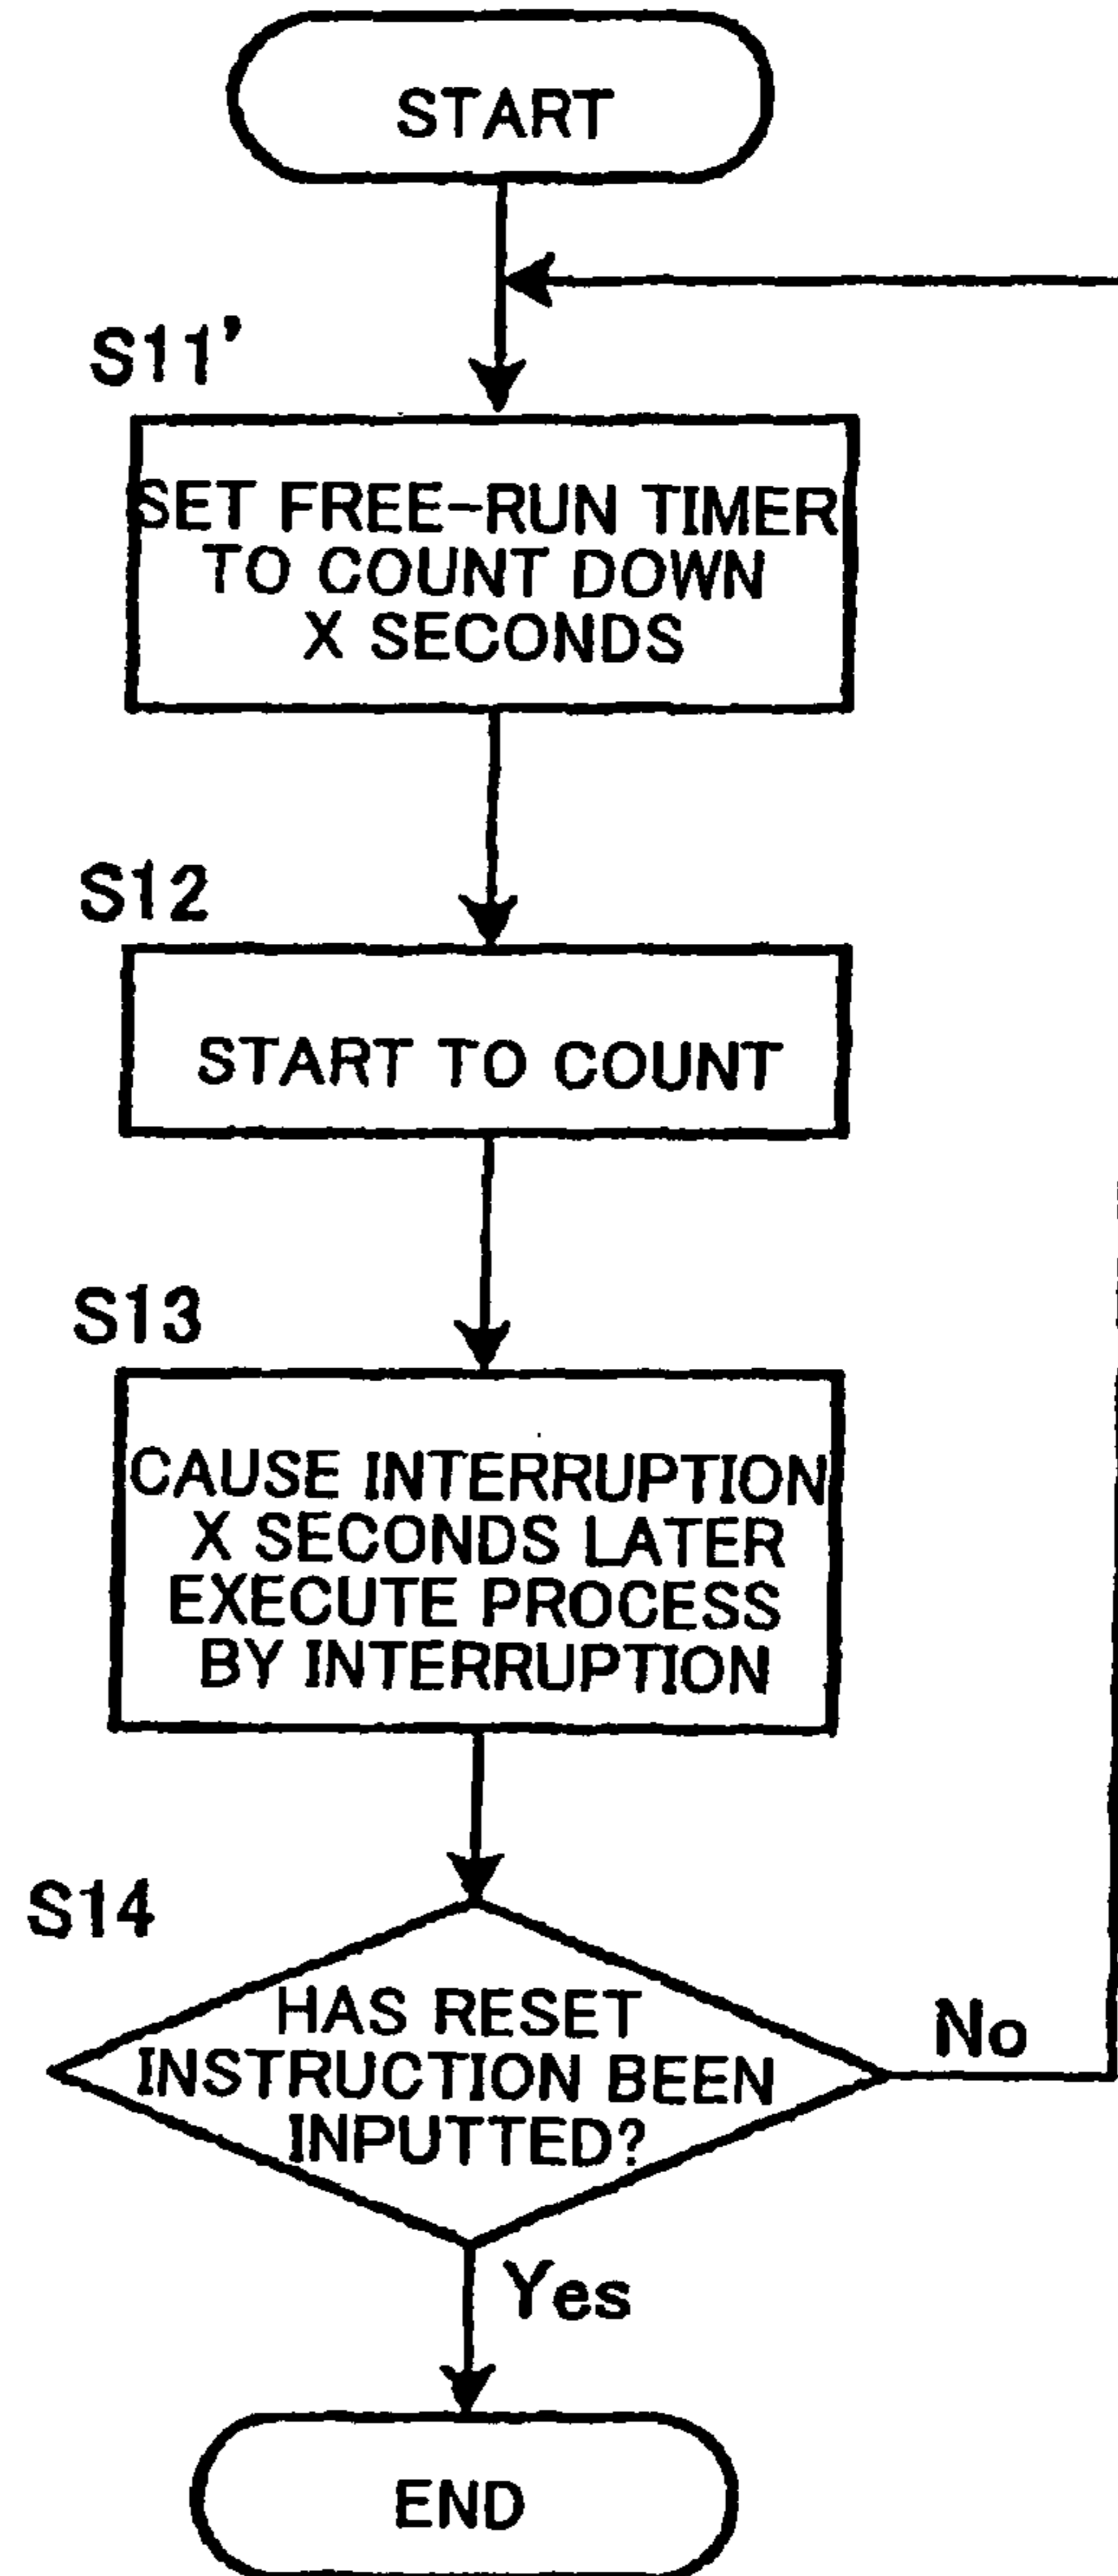 START
S11'
SET FREE-RUN TIMER
TO COUNT DOWN
X SECONDS
S12
START TO COUNT
S13
CAUSE INTERRUPTION
X SECONDS LATER
EXECUTE PROCESS
BY INTERRUPTION
S14
HAS RESET
INSTRUCTION BEEN
INPUTTED?
No
Yes
END